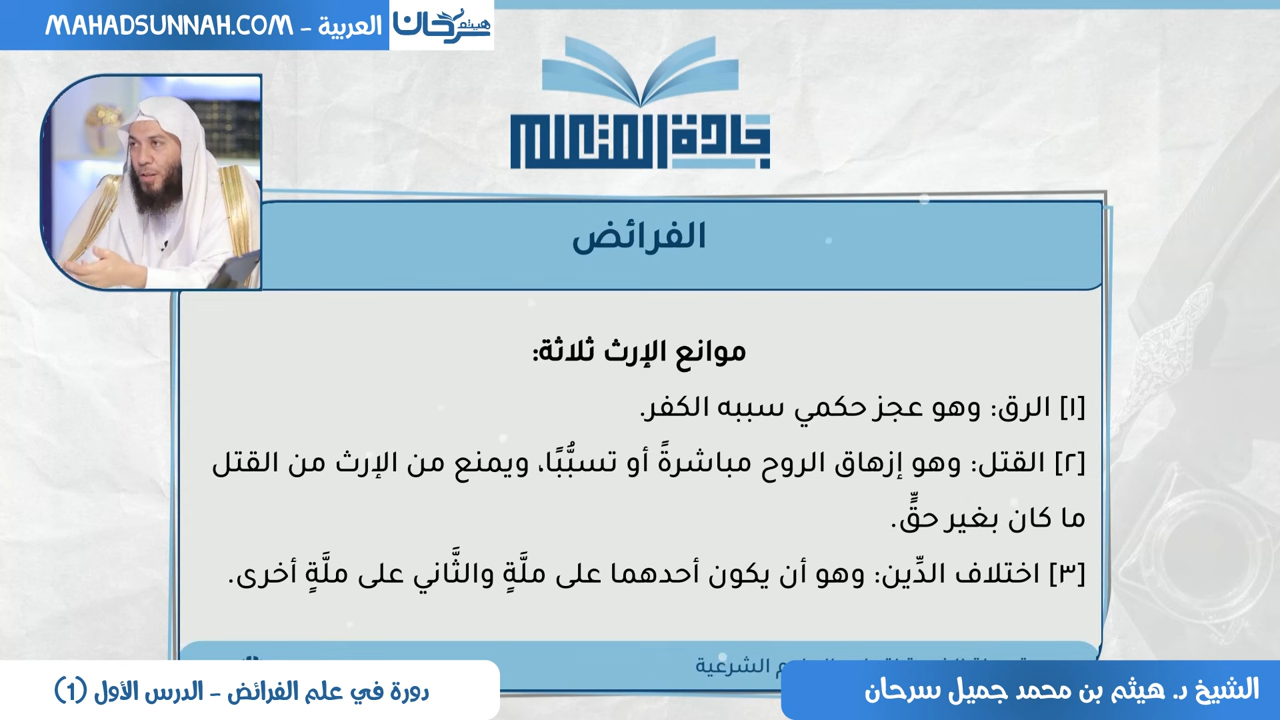 MAHADSUNNAH.COM - العربية
هيثم سرحان
جادة المتعلم
الفرائض
موانع الإرث ثلاثة:
[١] الرق: وهو عجز حكمي سببه الكفر.
[٢] القتل: وهو إزهاق الروح مباشرةً أو تسبُّبًا، ويمنع من الإرث من القتل
ما كان بغير حقٍّ.
[٣] اختلاف الدِّين: وهو أن يكون أحدهما على ملَّةٍ والثَّاني على ملَّةٍ أخرى.
الشرعية
الشيخ د. هيثم بن محمد جميل سرحان
دورة في علم الفرائض - الدرس الأول (1)